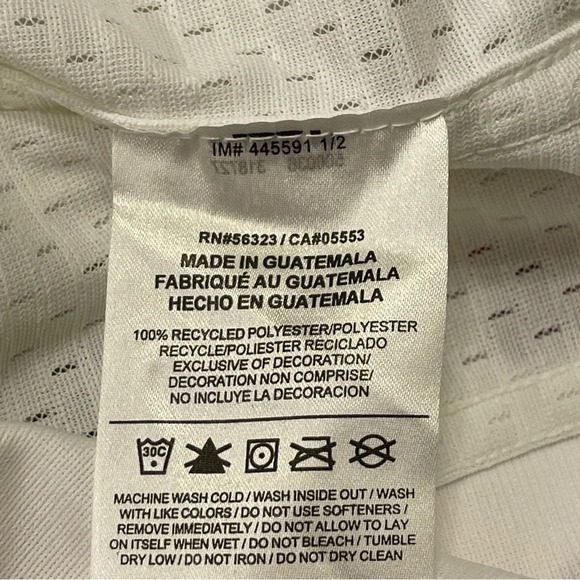 IM# 445591 1/2
RN#56323 / CA#05553
MADE IN GUATEMALA
FABRIQUÉ AU GUATEMALA
HECHO EN GUATEMALA
100% RECYCLED POLYESTER/POLYESTER
RECYCLE/POLIESTER RECICLADO
EXCLUSIVE OF DECORATION/
DECORATION NON COMPRISE/
NO INCLUYE LA DECORACION
30C
MACHINE WASH COLD / WASH INSIDE OUT / WASH
WITH LIKE COLORS / DO NOT USE SOFTENERS /
REMOVE IMMEDIATELY / DO NOT ALLOW TO LAY
ON ITSELF WHEN WET / DO NOT BLEACH / TUMBLE
DRY LOW / DO NOT IRON / DO NOT DRY CLEAN